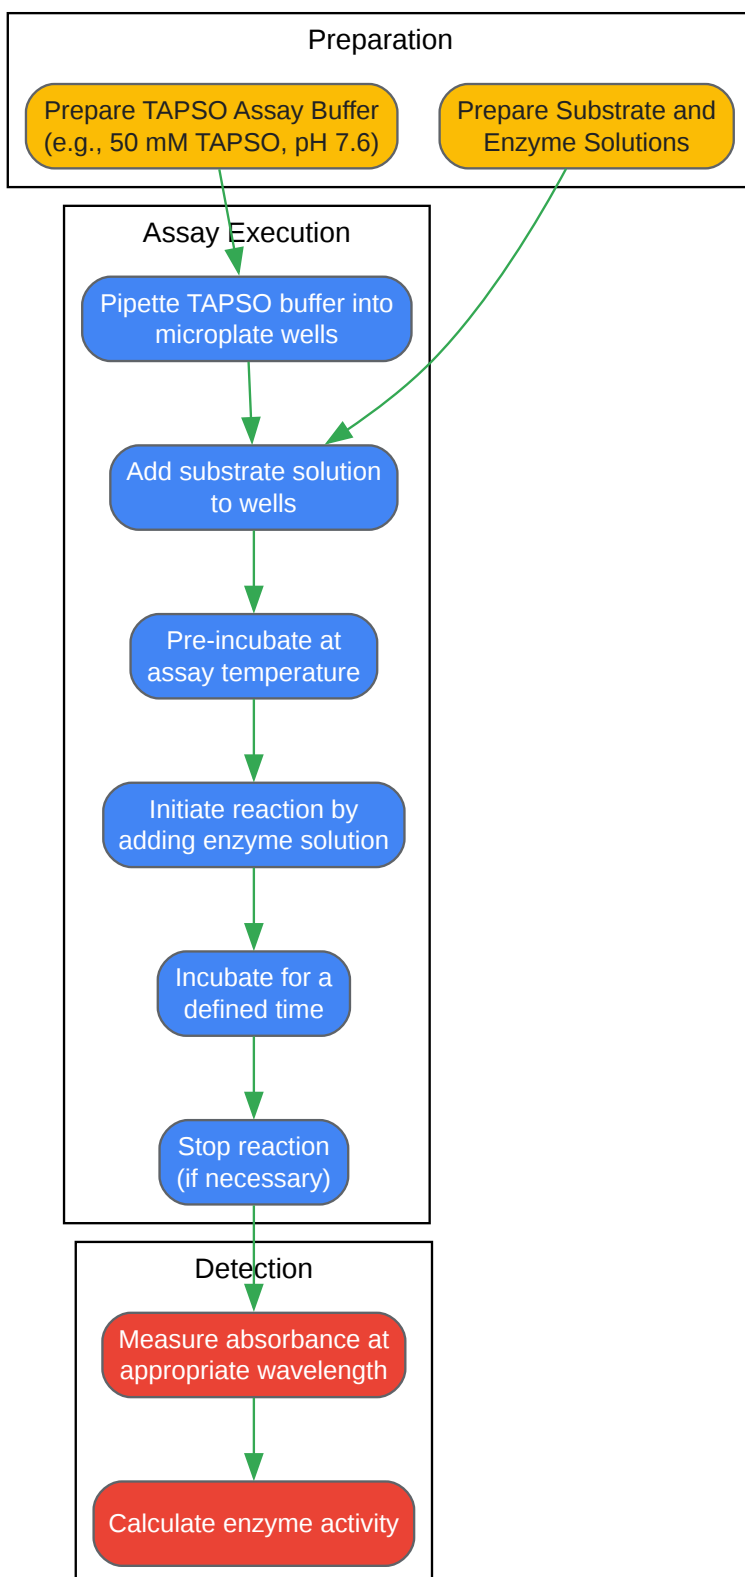 Preparation
Prepare TAPSO Assay Buffer
(e.g., 50 mM TAPSO, pH 7.6)
Prepare Substrate and
Enzyme Solutions
Assay Execution
Pipette TAPSO buffer into
microplate wells
Add substrate solution
to wells
Pre-incubate at
assay temperature
Initiate reaction by
adding enzyme solution
Incubate for a
defined time
Stop reaction
(if necessary)
Detection
Measure absorbance at
appropriate wavelength
Calculate enzyme activity